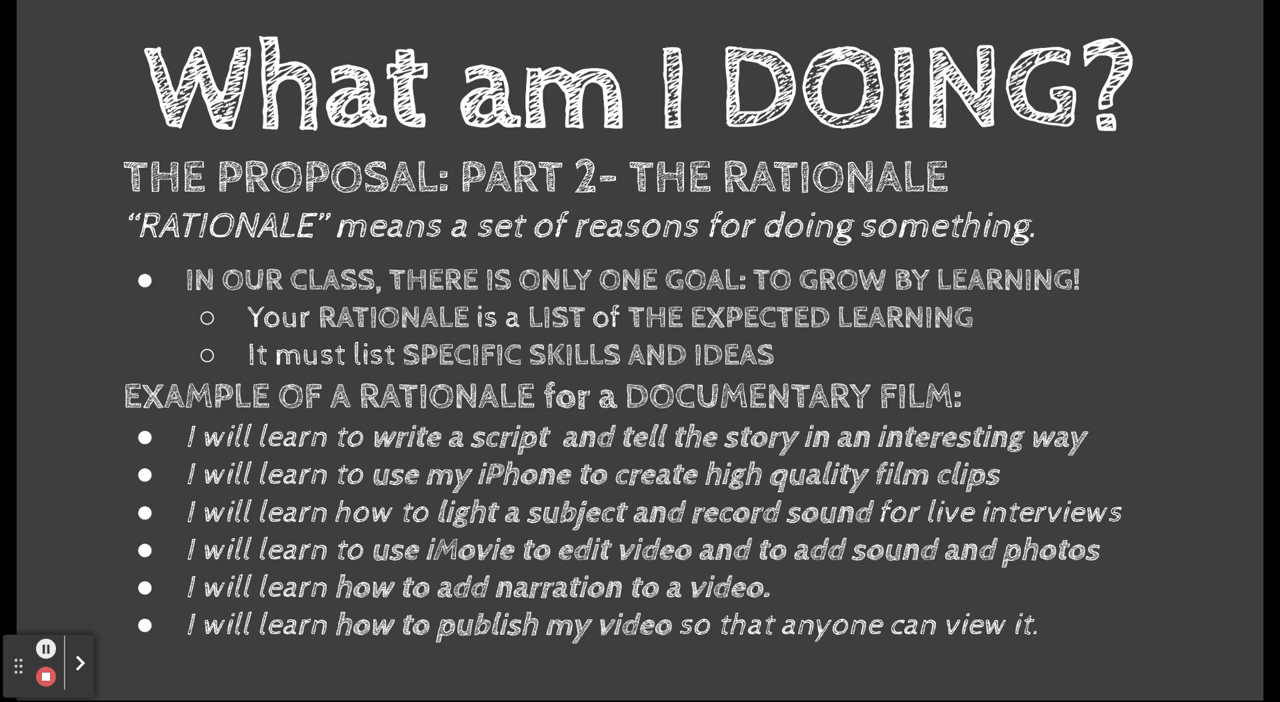 What am I DOING?
THE PROPOSAL: PART 2- THE RATIONALE
“RATIONALE” means a set of reasons for doing something.
● IN OUR CLASS, THERE IS ONLY ONE GOAL: TO GROW BY LEARNING!
○ Your RATIONALE is a LIST of THE EXPECTED LEARNING
○ It must list SPECIFIC SKILLS AND IDEAS
EXAMPLE OF A RATIONALE for a DOCUMENTARY FILM:
● I will learn to write a script and tell the story in an interesting way
● I will learn to use my iPhone to create high quality film clips
● I will learn how to light a subject and record sound for live interviews
● I will learn to use iMovie to edit video and to add sound and photos
● I will learn how to add narration to a video.
● I will learn how to publish my video so that anyone can view it.